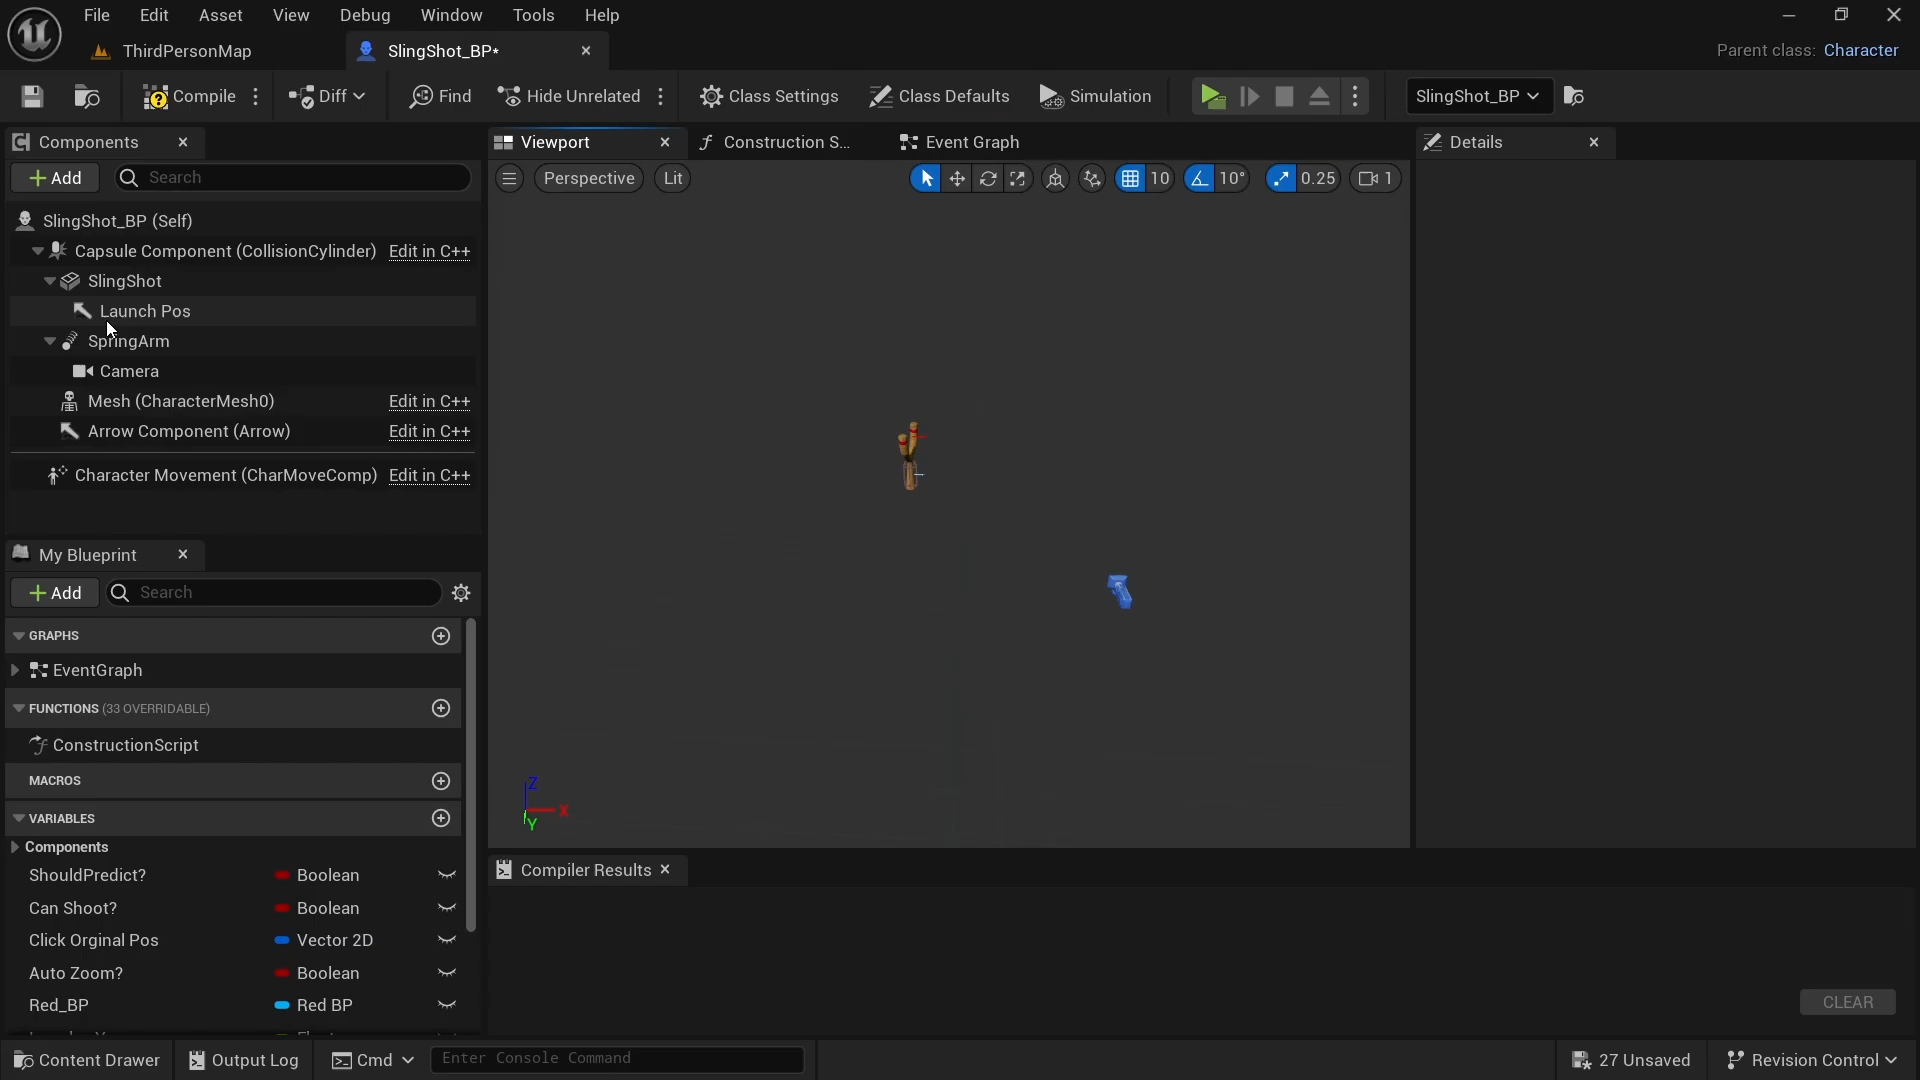 File Edit Asset View Debug Window Tools Help
ThirdPersonMap SlingShot_BP* Parent class: Character
Compile Diff Find Hide Unrelated Class Settings Class Defaults Simulation SlingShot_BP
Components Viewport Construction S... Event Graph Details
Add Search Perspective Lit 10 10° 0.25 1
SlingShot_BP (Self)
Capsule Component (CollisionCylinder) Edit in C++
SlingShot
Launch Pos
SpringArm
Camera
Mesh (CharacterMesh0) Edit in C++
Arrow Component (Arrow) Edit in C++
Character Movement (CharMoveComp) Edit in C++
My Blueprint
Add Search
GRAPHS
EventGraph
FUNCTIONS (33 OVERRIDABLE)
ConstructionScript
MACROS
Z
X
Y
VARIABLES
Components
Compiler Results
ShouldPredict? Boolean
Can Shoot? Boolean
Click Orginal Pos Vector 2D
Auto Zoom? Boolean
Red_BP Red BP
CLEAR
Content Drawer Output Log Cmd Enter Console Command 27 Unsaved Revision Control